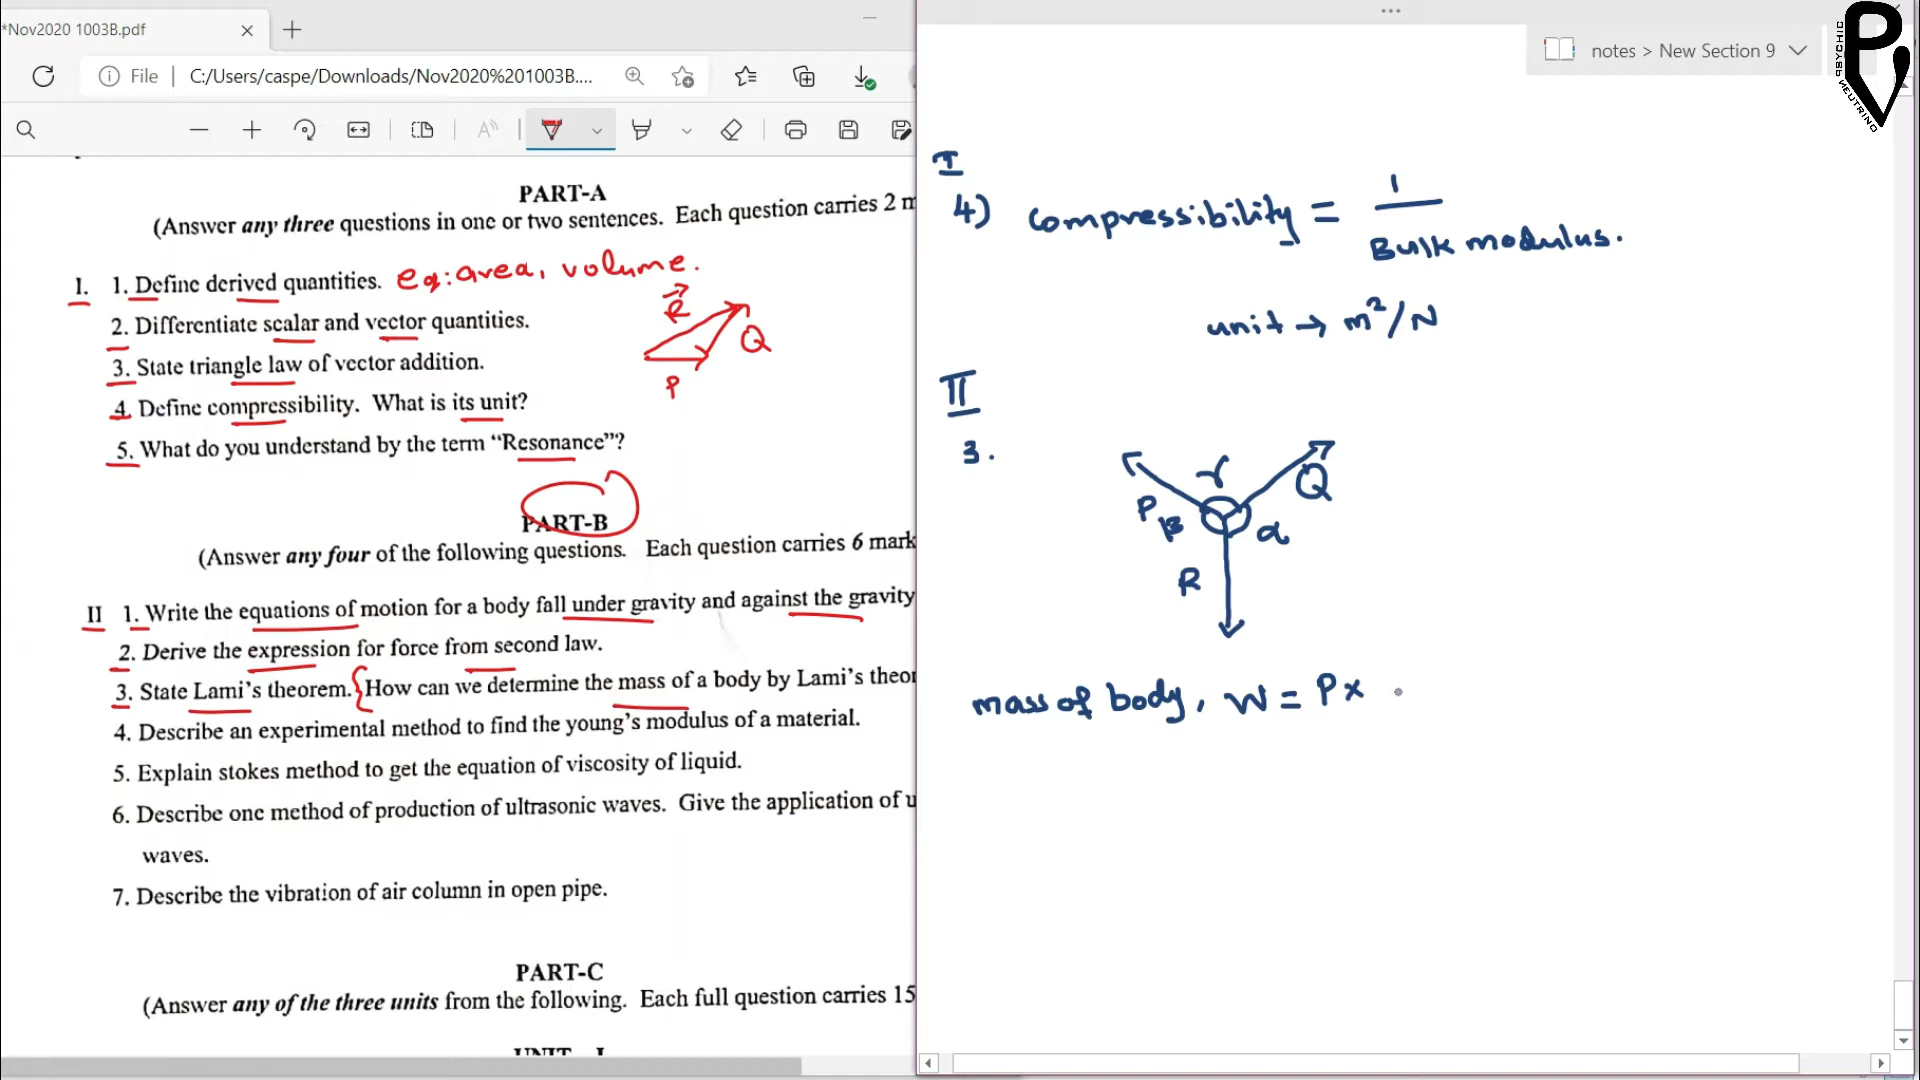 *Nov2020 1003B.pdf
File | C:/Users/caspe/Downloads/Nov2020%201003B....
PART-A
(Answer any three questions in one or two sentences. Each question carries 2 m
I. 1. Define derived quantities. eg: area, volume.
2. Differentiate scalar and vector quantities.
3. State triangle law of vector addition.
4. Define compressibility. What is its unit?
5. What do you understand by the term “Resonance”?
R
Q
P
PART-B
(Answer any four of the following questions. Each question carries 6 mark
II 1. Write the equations of motion for a body fall under gravity and against the gravity
2. Derive the expression for force from second law.
3. State Lami's theorem. How can we determine the mass of a body by Lami's theor
4. Describe an experimental method to find the young's modulus of a material.
5. Explain stokes method to get the equation of viscosity of liquid.
6. Describe one method of production of ultrasonic waves. Give the application of u
waves.
7. Describe the vibration of air column in open pipe.
PART-C
(Answer any of the three units from the following. Each full question carries 15
UNIT – I
notes > New Section 9
PSYCHIC
NEUTRINO
I
4) Compressibility = 1 / Bulk modulus.
unit → m²/N
II
3.
γ
Q
P
β
α
R
mass of body, W = P x